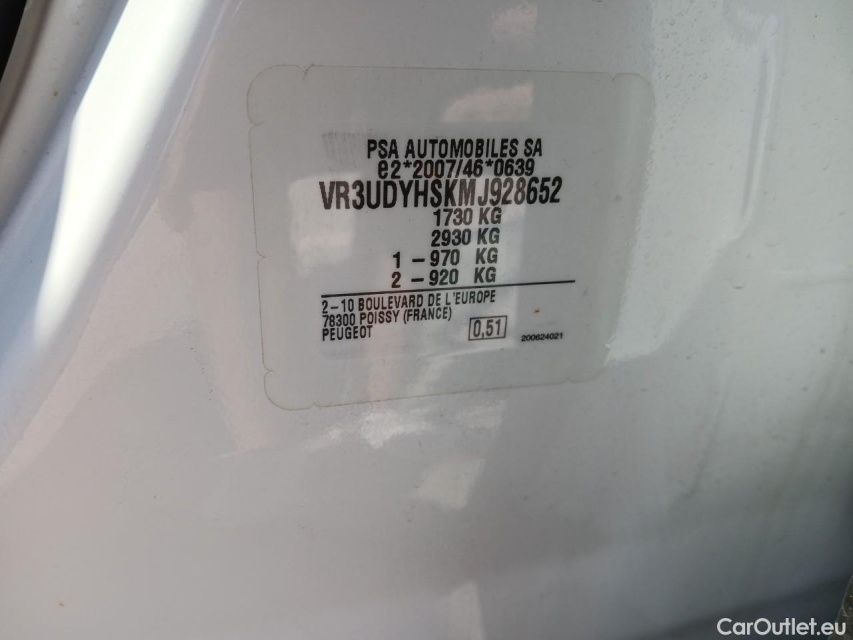 PSA AUTOMOBILES SA
e2*2007/46*0639
VR3UDYHSKMJ928652
1730 KG
2930 KG
1 – 970 KG
2 – 920 KG
2–10 BOULEVARD DE L'EUROPE
78300 POISSY (FRANCE)
PEUGEOT
0,51
200624021
CarOutlet.eu